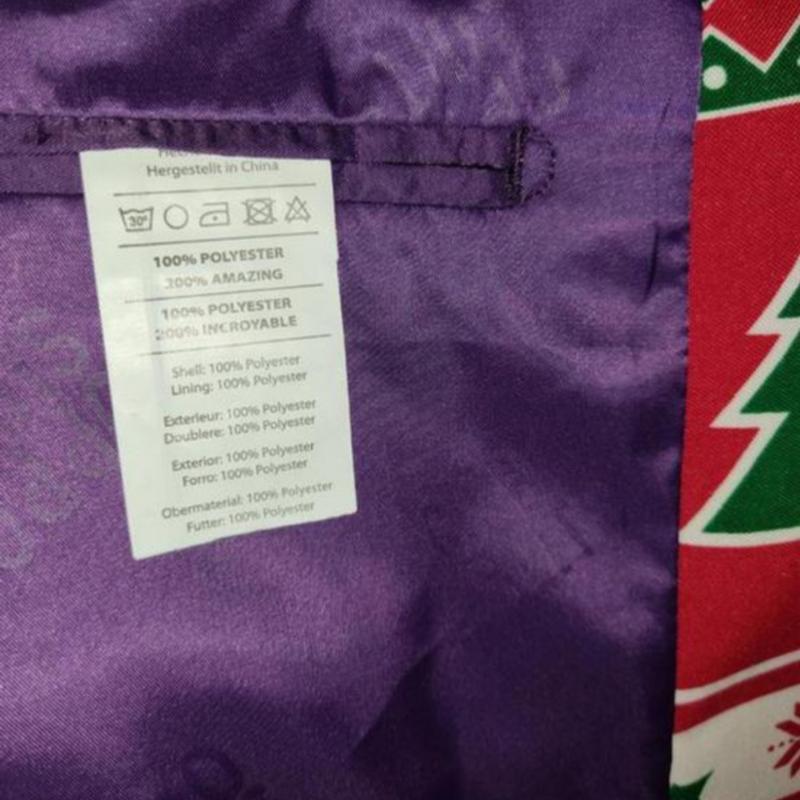 Hergestellt in China
30°
100% POLYESTER
200% AMAZING
100% POLYESTER
200% INCROYABLE
Shell: 100% Polyester
Lining: 100% Polyester
Exterieur: 100% Polyester
Doublere: 100% Polyester
Exterior: 100% Polyester
Forro: 100% Polyester
Obermaterial: 100% Polyester
Futter: 100% Polyester